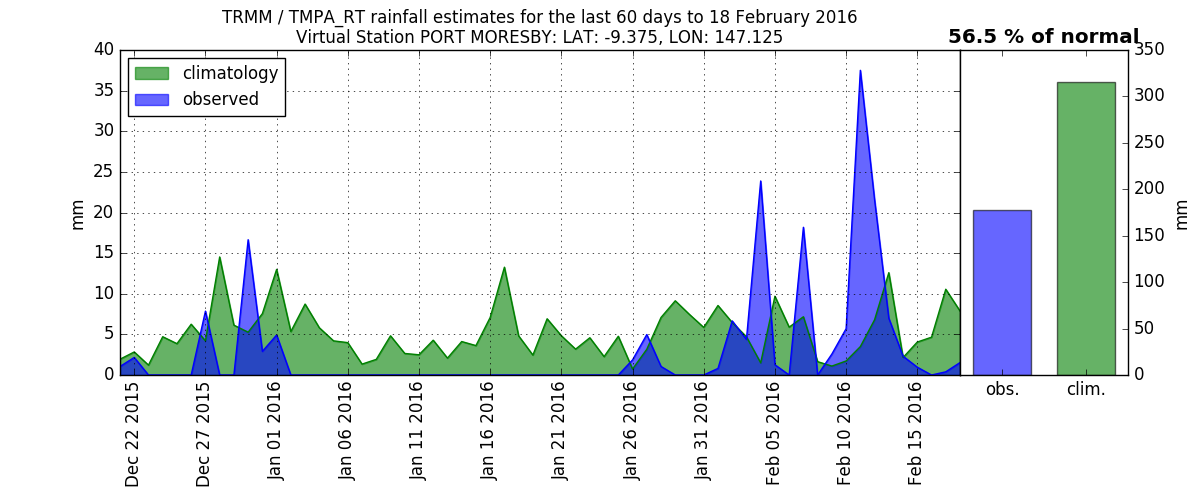 TRMM / TMPA_RT rainfall estimates for the last 60 days to 18 February 2016
Virtual Station PORT MORESBY: LAT: -9.375, LON: 147.125
56.5 % of normal
climatology
observed
40
35
30
25
20
15
10
5
0
mm
Dec 22 2015
Dec 27 2015
Jan 01 2016
Jan 06 2016
Jan 11 2016
Jan 16 2016
Jan 21 2016
Jan 26 2016
Jan 31 2016
Feb 05 2016
Feb 10 2016
Feb 15 2016
350
300
250
200
150
100
50
0
mm
obs.
clim.